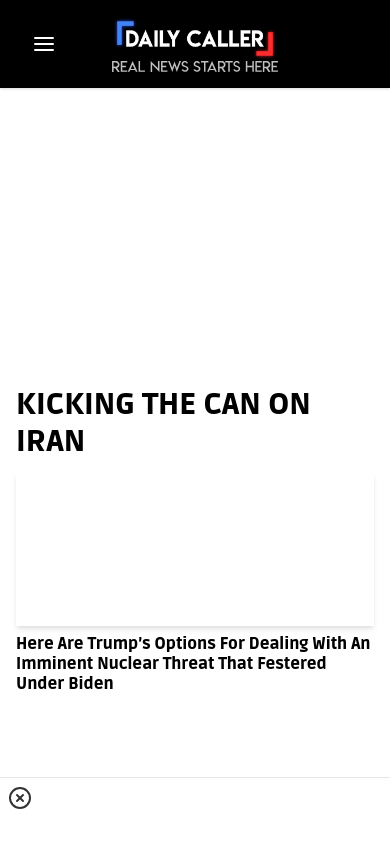 DAILY CALLER
REAL NEWS STARTS HERE
KICKING THE CAN ON
IRAN
Here Are Trump’s Options For Dealing With An
Imminent Nuclear Threat That Festered
Under Biden